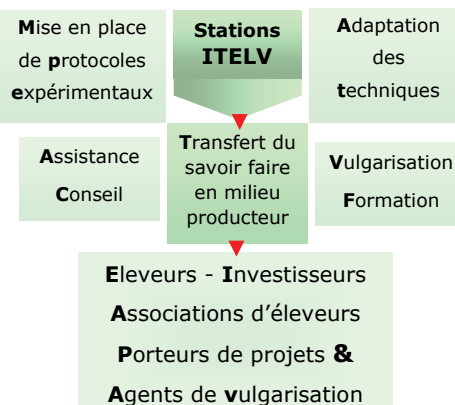 Mise en place
de protocoles
expérimentaux
Stations
ITELV
Adaptation
des
techniques
Assistance
Conseil
Transfert du
savoir faire
en milieu
producteur
Vulgarisation
Formation
Eleveurs - Investisseurs
Associations d'éleveurs
Porteurs de projets &
Agents de vulgarisation